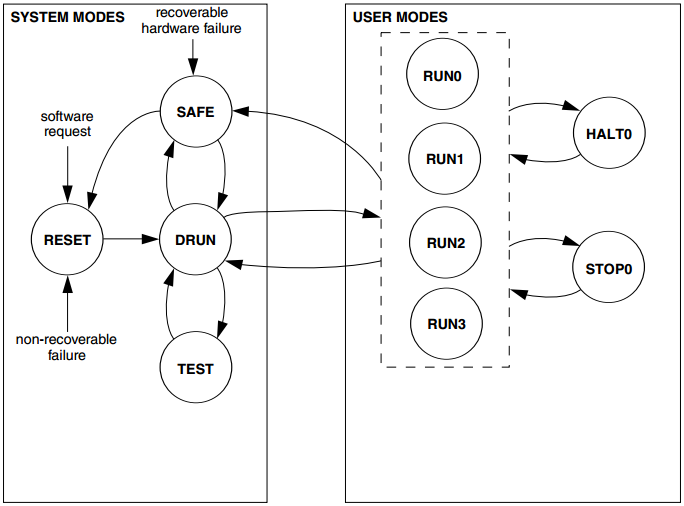 SYSTEM MODES
recoverable
hardware failure
SAFE
software
request
RESET
DRUN
non-recoverable
failure
TEST
USER MODES
RUN0
RUN1
RUN2
RUN3
HALT0
STOP0